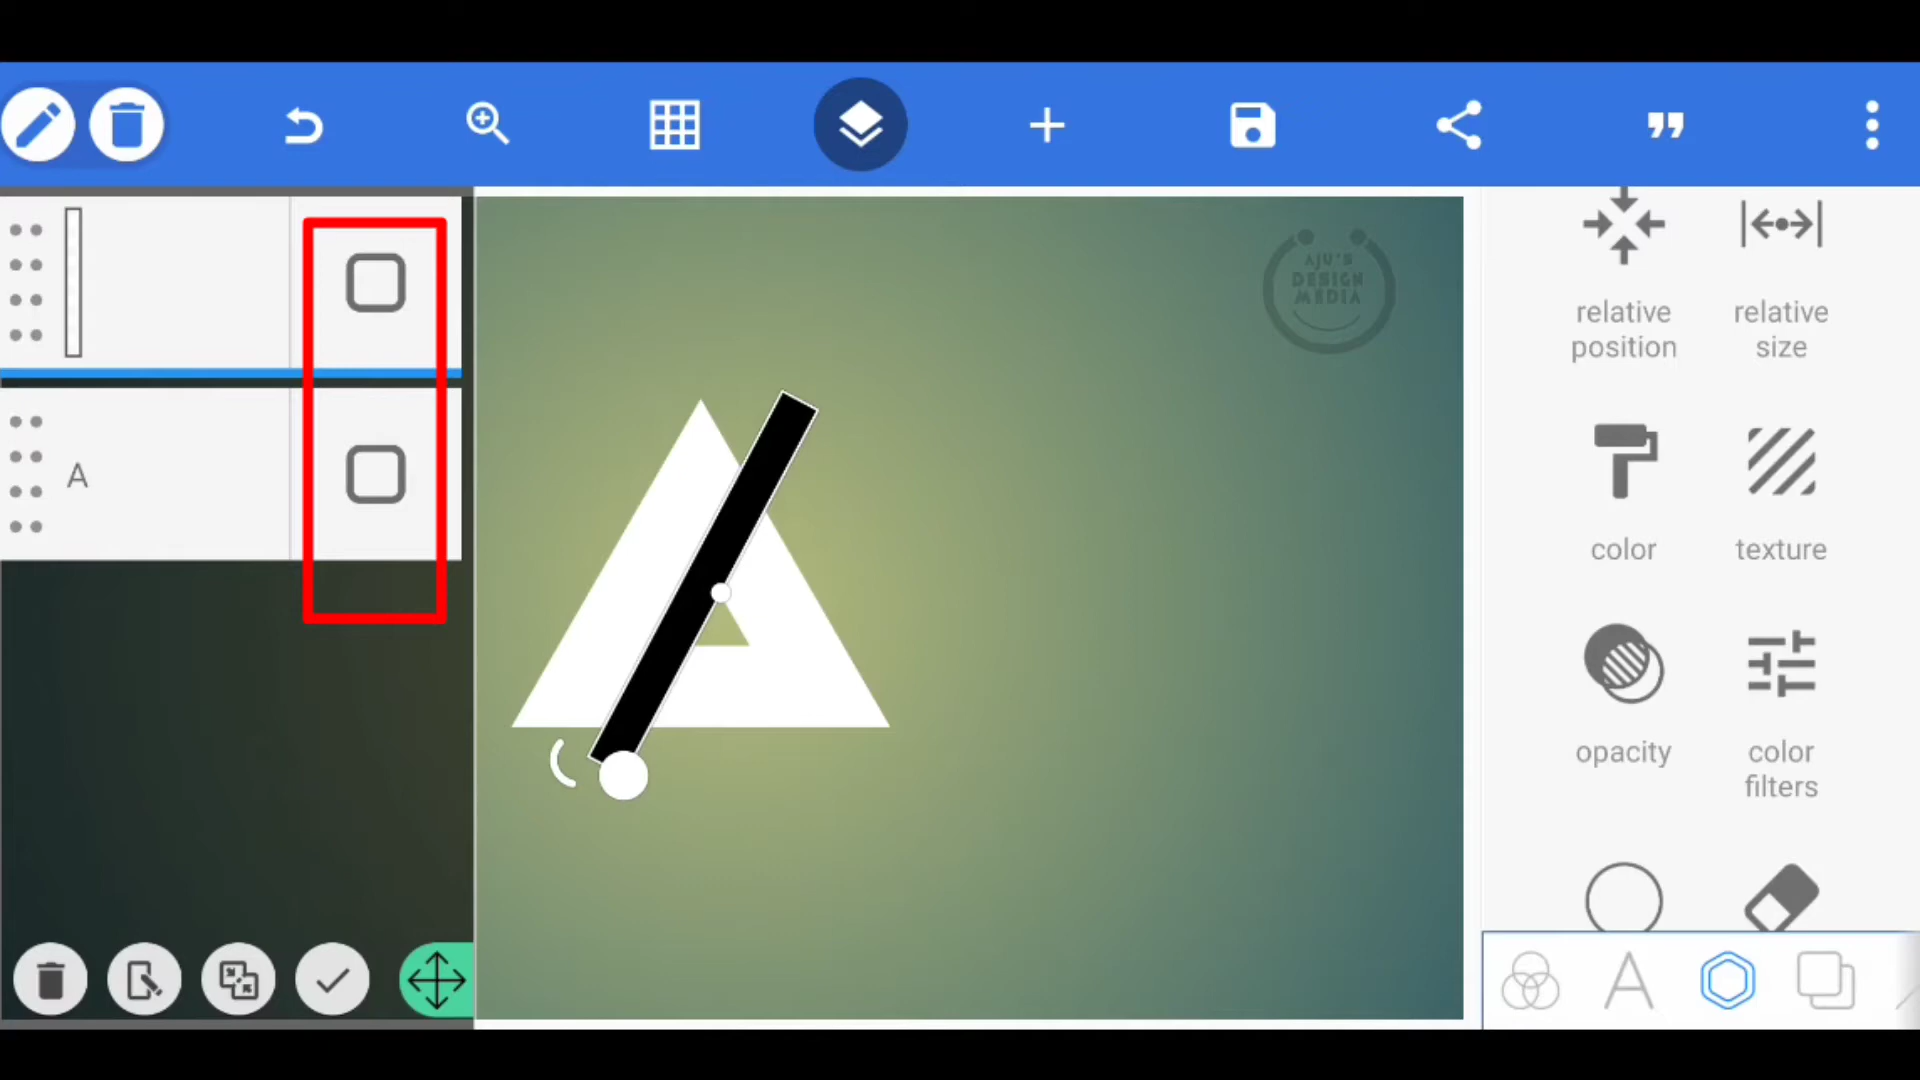 AJU'S
DESIGN
MEDIA
relative
position
relative
size
A
color
texture
opacity
color
filters